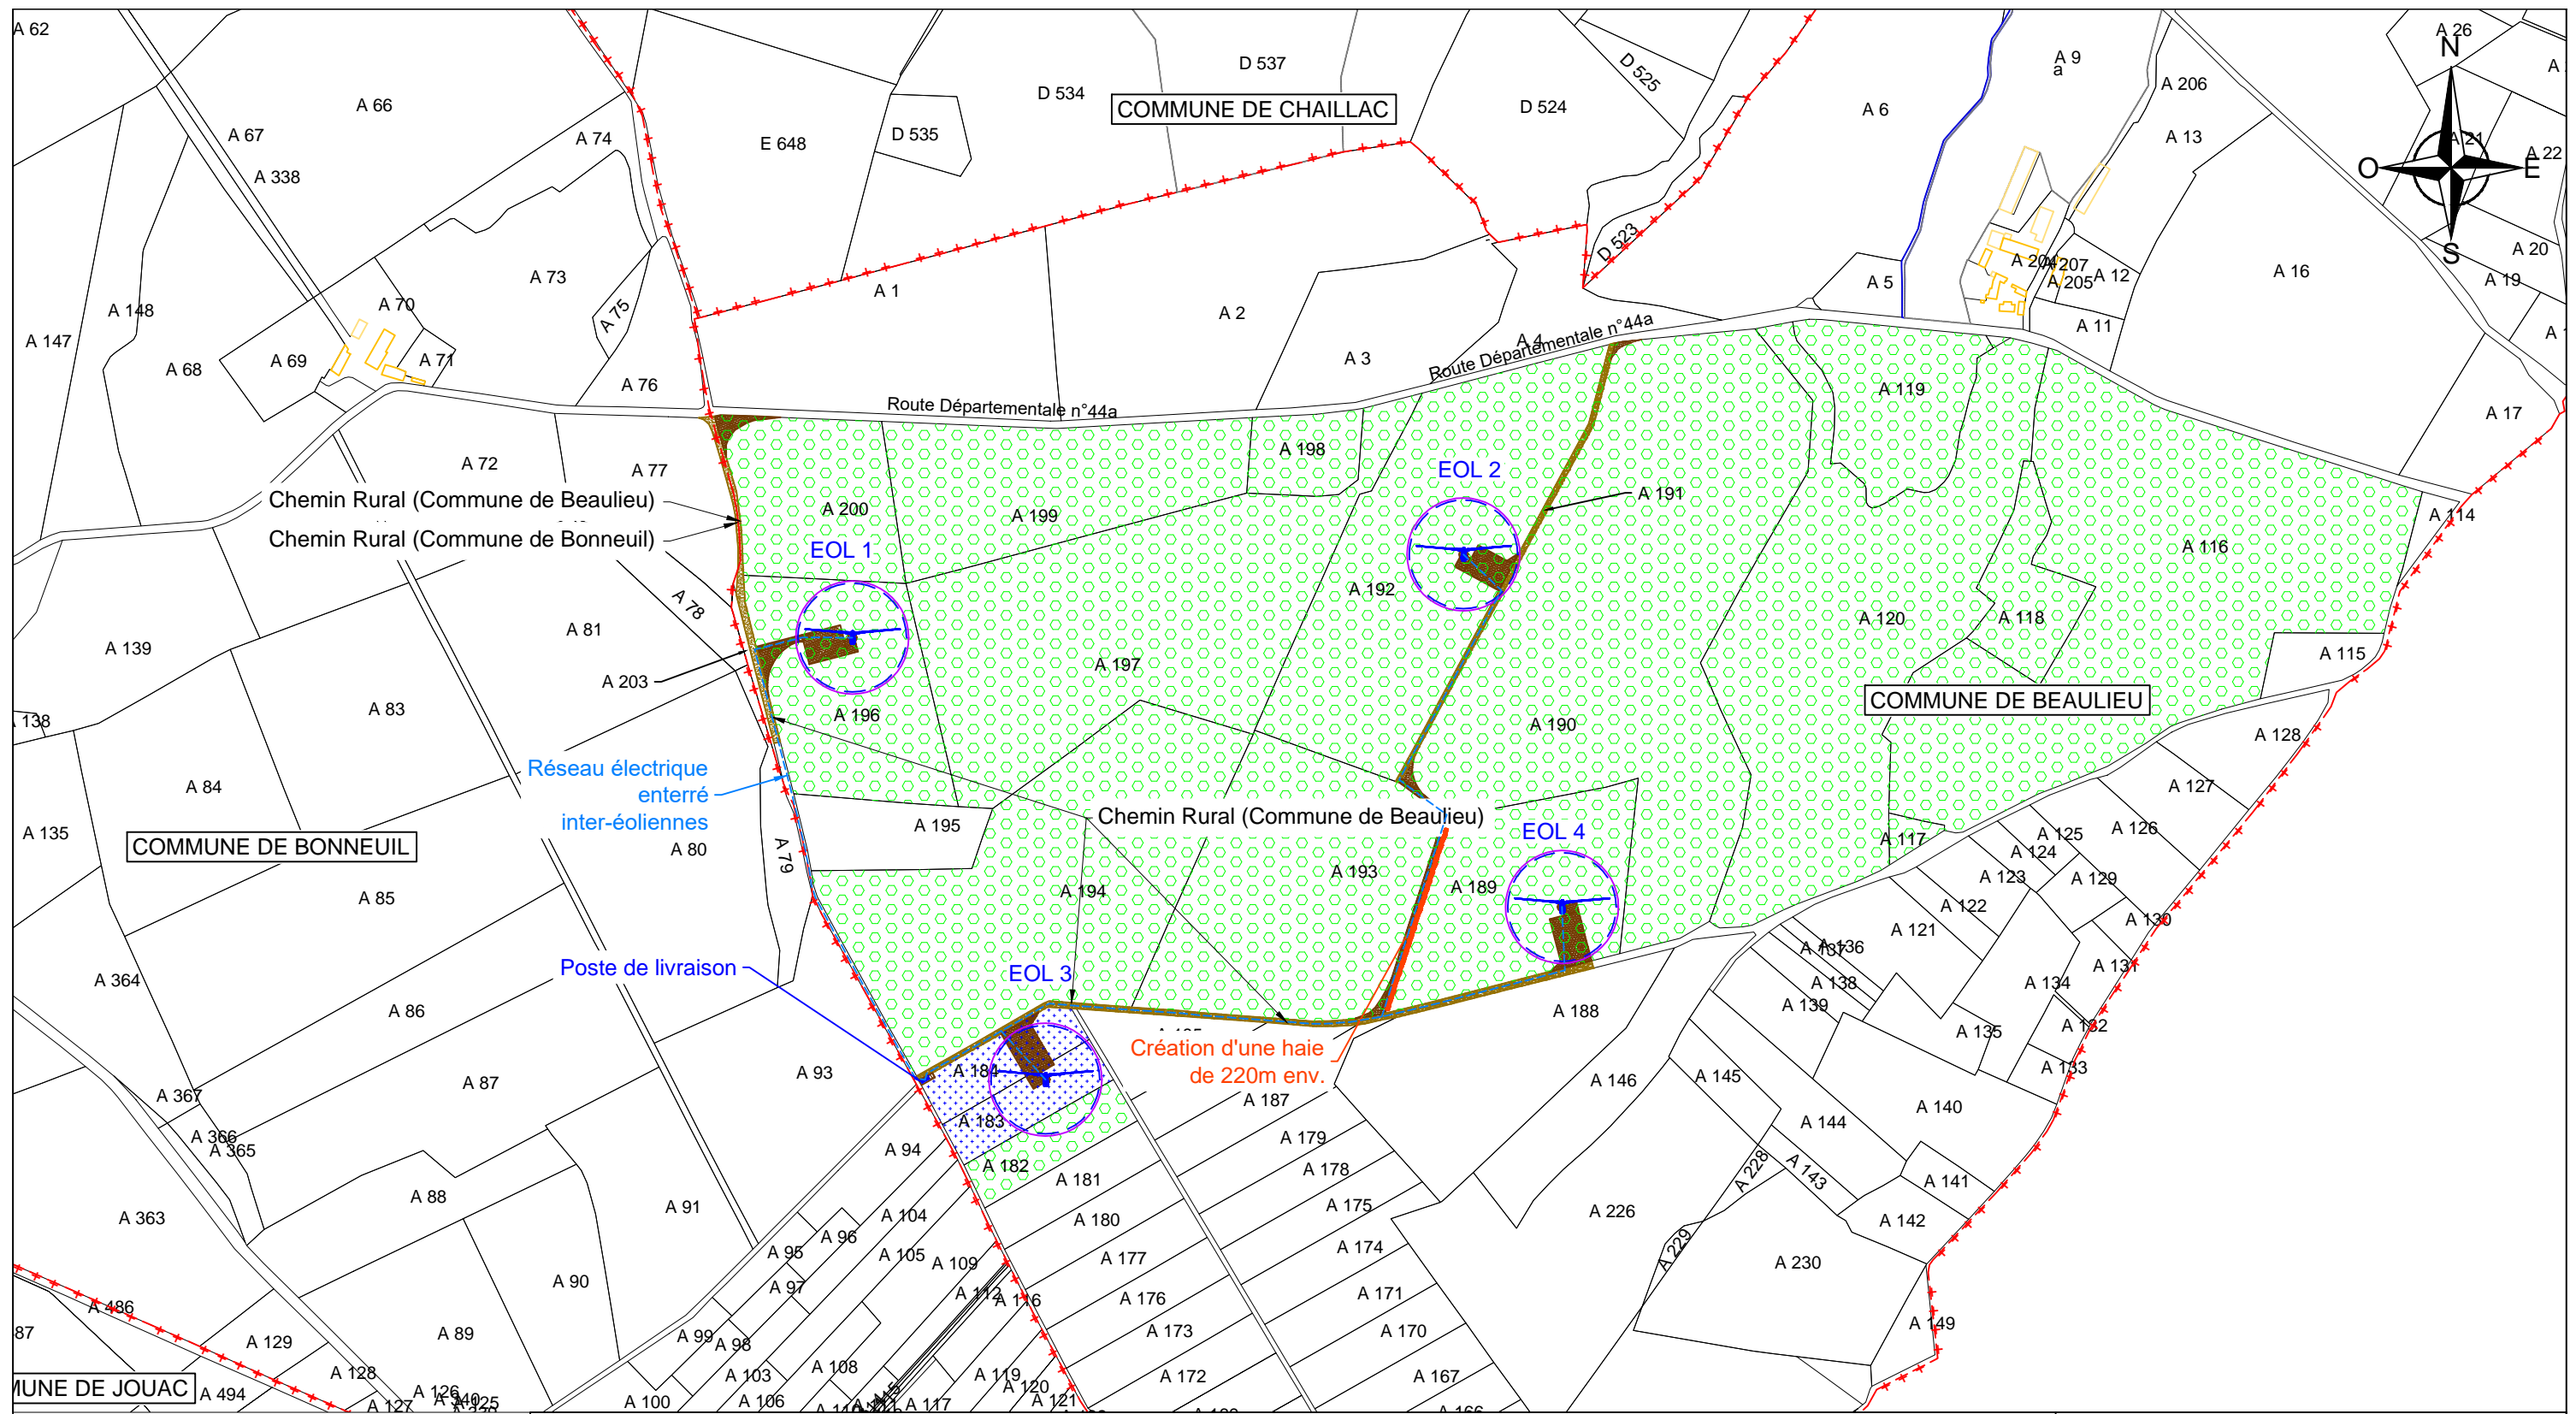 A 62
A 66
A 67
A 338
A 74
E 648
D 535
D 534
D 537
COMMUNE DE CHAILLAC
D 524
D 525
D 523
A 6
A 9
a
A 206
A 13
A 26
N
O
E
S
A 21
A 22
A 20
A 19
A 16
A 17
A 12
A 11
A 207
A 205
A 5
A 147
A 148
A 68
A 69
A 70
A 71
A 73
A 75
A 76
A 1
A 2
A 3
A 4
Route Départementale n°44a
Route Départementale n°44a
A 72
A 77
Chemin Rural (Commune de Beaulieu)
Chemin Rural (Commune de Bonneuil)
A 200
A 199
A 198
EOL 1
EOL 2
A 191
A 192
A 119
A 116
A 114
A 120
A 118
A 115
A 139
A 81
A 78
A 203
A 196
A 197
A 190
COMMUNE DE BEAULIEU
A 128
A 127
A 138
A 83
A 84
A 135
COMMUNE DE BONNEUIL
Réseau électrique
enterré
inter-éoliennes
A 80
A 79
A 195
Chemin Rural (Commune de Beaulieu)
EOL 4
A 117
A 194
A 193
A 189
A 126
A 125
A 124
A 123
A 129
A 122
A 121
A 130
A 131
A 136
A 137
A 138
A 139
A 134
A 135
A 132
A 133
A 85
A 364
A 86
Poste de livraison
EOL 3
A 188
Création d'une haie
de 220m env.
A 184
A 183
A 182
A 187
A 146
A 145
A 144
A 140
A 93
A 87
A 367
A 366
A 365
A 94
A 181
A 179
A 178
A 175
A 180
A 177
A 174
A 171
A 176
A 173
A 170
A 172
A 167
A 166
A 226
A 228
A 229
A 143
A 141
A 142
A 230
A 149
A 363
A 88
A 91
A 90
A 89
A 95
A 96
A 104
A 105
A 109
A 97
A 112
A 116
A 99
A 98
A 103
A 108
A 106
A 100
A 117
A 119
A 120
A 121
A 486
87
A 129
A 128
A 126
A 127
A 494
MUNE DE JOUAC